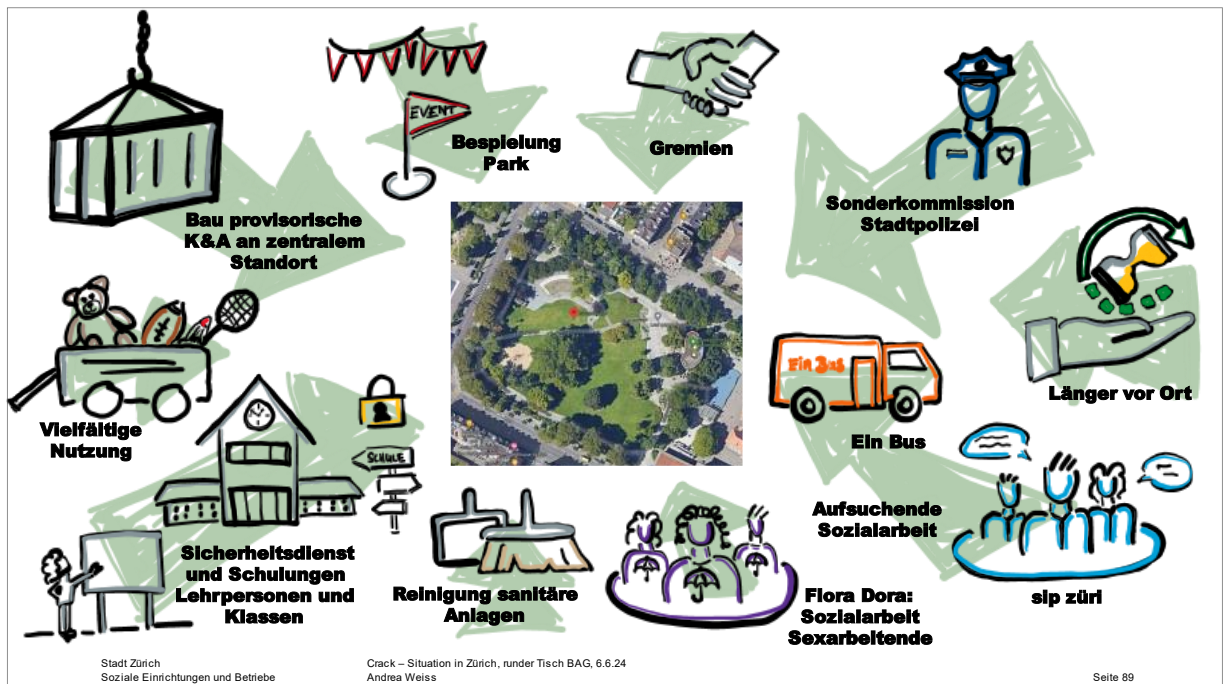 EVENT
Bespielung
Park
Gremien
Sonderkommission
Stadtpolizei
Bau provisorische
K&A an zentralem
Standort
Länger vor Ort
Ein Bus
Ein Bus
Vielfältige
Nutzung
SCHULE
Aufsuchende
Sozialarbeit
sip züri
Sicherheitsdienst
und Schulungen
Lehrpersonen und
Klassen
Reinigung sanitäre
Anlagen
Flora Dora:
Sozialarbeit
Sexarbeitende
Stadt Zürich
Soziale Einrichtungen und Betriebe
Crack – Situation in Zürich, runder Tisch BAG, 6.6.24
Andrea Weiss
Seite 89